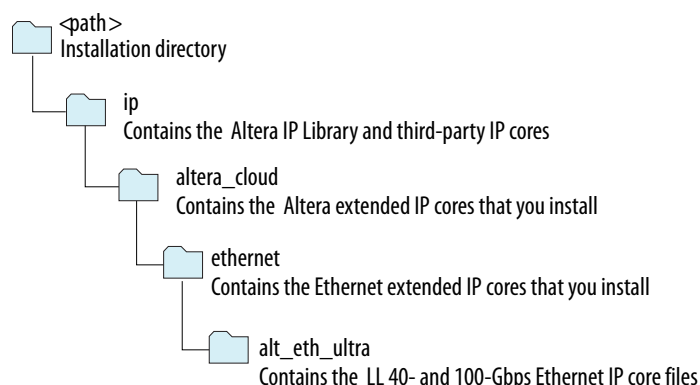 <path>
Installation directory
ip
Contains the Altera IP Library and third-party IP cores
altera_cloud
Contains the Altera extended IP cores that you install
ethernet
Contains the Ethernet extended IP cores that you install
alt_eth_ultra
Contains the LL 40- and 100-Gbps Ethernet IP core files